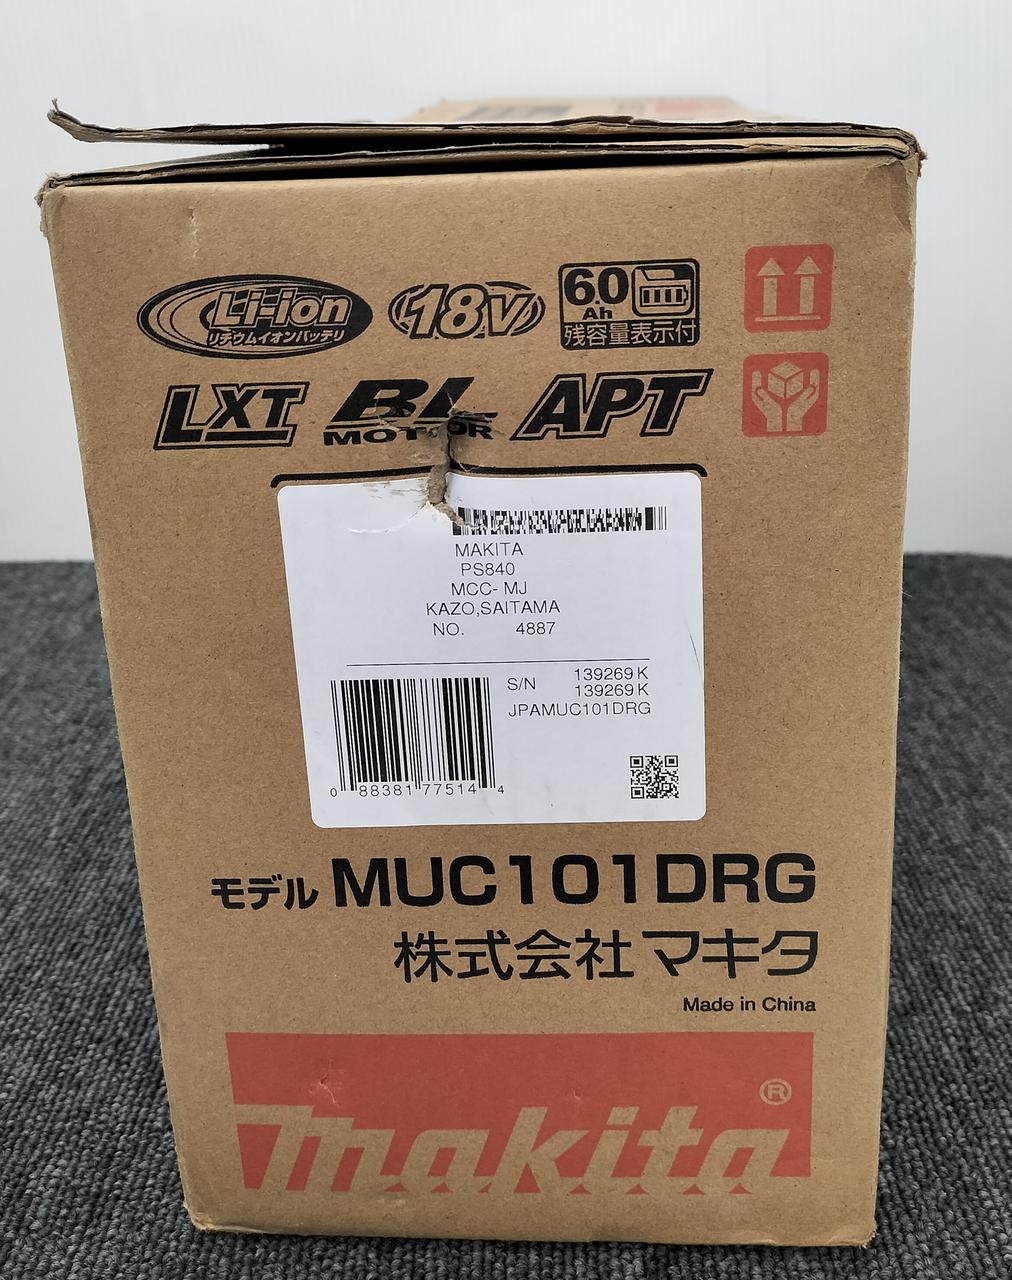 Li-ion
リチウムイオンバッテリ
18V
6.0
Ah
残容量表示付
LXT BL APT
MOTOR
MAKITA
PS840
MCC- MJ
KAZO,SAITAMA
NO. 4887
S/N 139269K
139269K
JPAMUC101DRG
0 88381 77514 4
モデル MUC101DRG
株式会社マキタ
Made in China
makita®